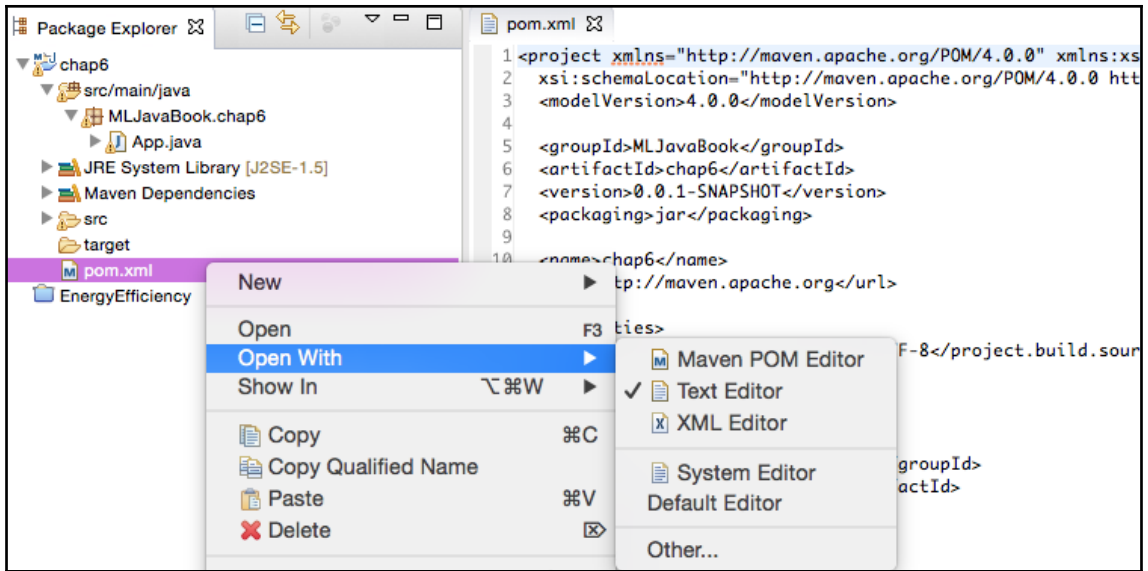 Package Explorer
chap6
src/main/java
MLJavaBook.chap6
App.java
JRE System Library [J2SE-1.5]
Maven Dependencies
src
target
pom.xml
EnergyEfficiency
New
Open F3
Open With
Show In ⌥⌘W
Copy ⌘C
Copy Qualified Name
Paste ⌘V
Delete ⌦
Maven POM Editor
✓ Text Editor
XML Editor
System Editor
Default Editor
Other...
pom.xml
1 <project xmlns="http://maven.apache.org/POM/4.0.0" xmlns:xs
2 xsi:schemaLocation="http://maven.apache.org/POM/4.0.0 htt
3 <modelVersion>4.0.0</modelVersion>
4
5 <groupId>MLJavaBook</groupId>
6 <artifactId>chap6</artifactId>
7 <version>0.0.1-SNAPSHOT</version>
8 <packaging>jar</packaging>
9
10 <name>chap6</name>
tp://maven.apache.org</url>
ties>
F-8</project.build.sour
groupId>
actId>